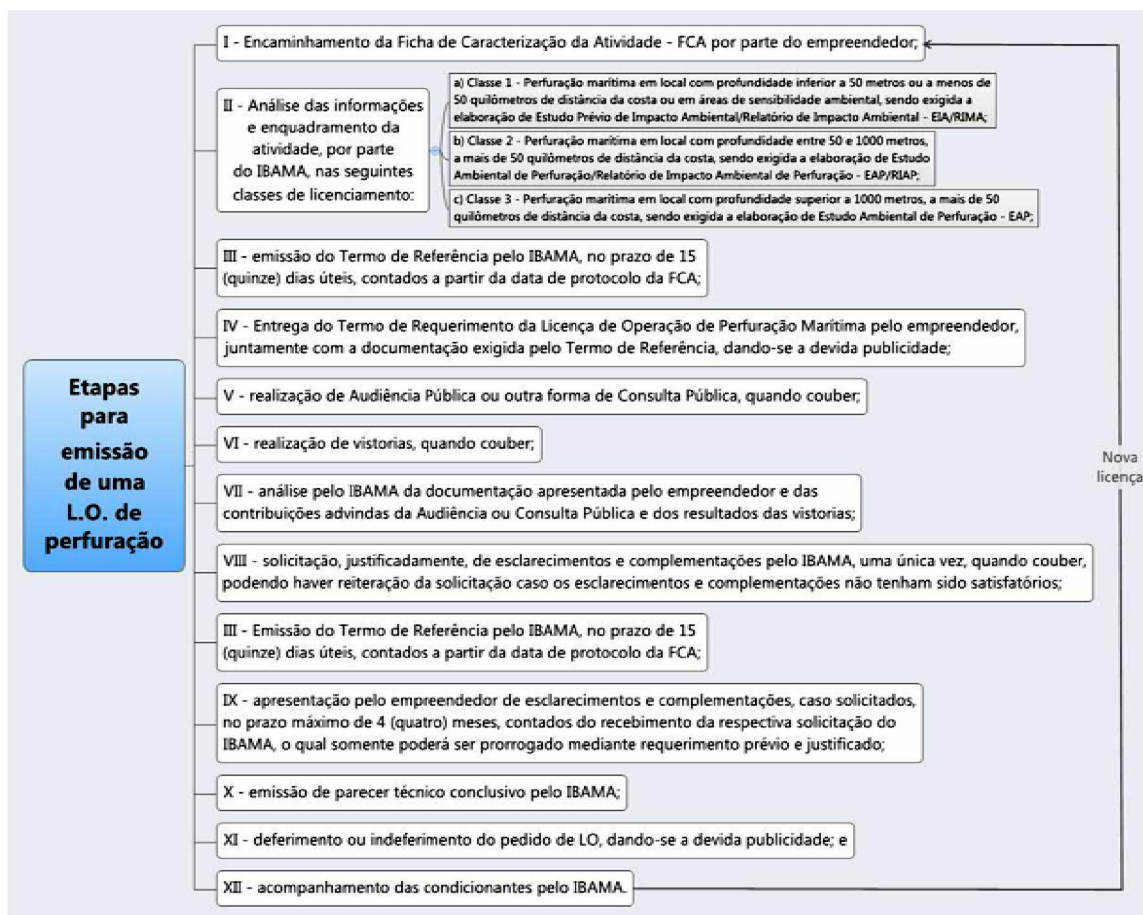 I - Encaminhamento da Ficha de Caracterização da Atividade - FCA por parte do empreendedor;
II - Análise das informações
e enquadramento da
atividade, por parte
do IBAMA, nas seguintes
classes de licenciamento:
a) Classe 1 - Perfuração marítima em local com profundidade inferior a 50 metros ou a menos de
50 quilômetros de distância da costa ou em áreas de sensibilidade ambiental, sendo exigida a
elaboração de Estudo Prévio de Impacto Ambiental/Relatório de Impacto Ambiental - EIA/RIMA;
b) Classe 2 - Perfuração marítima em local com profundidade entre 50 e 1000 metros,
a mais de 50 quilômetros de distância da costa, sendo exigida a elaboração de Estudo
Ambiental de Perfuração/Relatório de Impacto Ambiental de Perfuração - EAP/RIAP;
c) Classe 3 - Perfuração marítima em local com profundidade superior a 1000 metros, a mais de 50
quilômetros de distância da costa, sendo exigida a elaboração de Estudo Ambiental de Perfuração - EAP;
III - emissão do Termo de Referência pelo IBAMA, no prazo de 15
(quinze) dias úteis, contados a partir da data de protocolo da FCA;
IV - Entrega do Termo de Requerimento da Licença de Operação de Perfuração Marítima pelo empreendedor,
juntamente com a documentação exigida pelo Termo de Referência, dando-se a devida publicidade;
Etapas
para
emissão
de uma
L.O. de
perfuração
V - realização de Audiência Pública ou outra forma de Consulta Pública, quando couber;
VI - realização de vistorias, quando couber;
Nova
licença
VII - análise pelo IBAMA da documentação apresentada pelo empreendedor e das
contribuições advindas da Audiência ou Consulta Pública e dos resultados das vistorias;
VIII - solicitação, justificadamente, de esclarecimentos e complementações pelo IBAMA, uma única vez, quando couber,
podendo haver reiteração da solicitação caso os esclarecimentos e complementações não tenham sido satisfatórios;
III - Emissão do Termo de Referência pelo IBAMA, no prazo de 15
(quinze) dias úteis, contados a partir da data de protocolo da FCA;
IX - apresentação pelo empreendedor de esclarecimentos e complementações, caso solicitados,
no prazo máximo de 4 (quatro) meses, contados do recebimento da respectiva solicitação do
IBAMA, o qual somente poderá ser prorrogado mediante requerimento prévio e justificado;
X - emissão de parecer técnico conclusivo pelo IBAMA;
XI - deferimento ou indeferimento do pedido de LO, dando-se a devida publicidade; e
XII - acompanhamento das condicionantes pelo IBAMA.